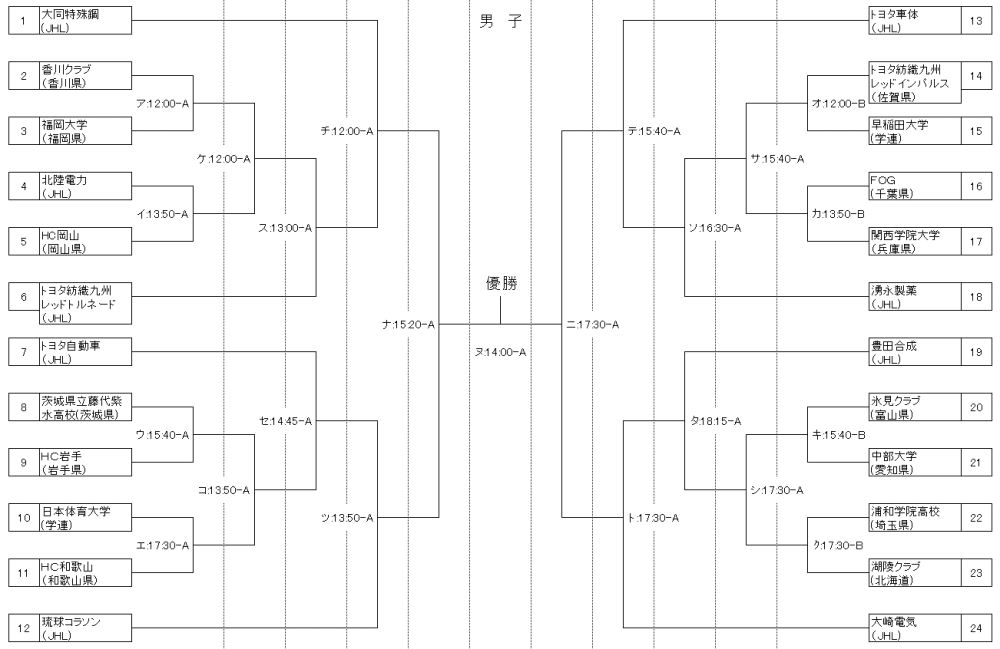 男 子
1
大同特殊鋼
(JHL)
2
香川クラブ
(香川県)
ア:12:00-A
3
福岡大学
(福岡県)
ケ:12:00-A
4
北陸電力
(JHL)
イ:13:50-A
5
HC岡山
(岡山県)
ス:13:00-A
チ:12:00-A
6
トヨタ紡織九州
レッドトルネード
(JHL)
7
トヨタ自動車
(JHL)
8
茨城県立藤代紫
水高校(茨城県)
ウ:15:40-A
9
HC岩手
(岩手県)
コ:13:50-A
10
日本体育大学
(学連)
エ:17:30-A
11
HC和歌山
(和歌山県)
セ:14:45-A
ツ:13:50-A
12
琉球コラソン
(JHL)
ナ:15:20-A
優勝
ヌ:14:00-A
ニ:17:30-A
トヨタ車体
(JHL)
13
トヨタ紡織九州
レッドインパルス
(佐賀県)
14
オ:12:00-B
早稲田大学
(学連)
15
テ:15:40-A
サ:15:40-A
FOG
(千葉県)
16
カ:13:50-B
関西学院大学
(兵庫県)
17
ソ:16:30-A
湧永製薬
(JHL)
18
豊田合成
(JHL)
19
氷見クラブ
(富山県)
20
キ:15:40-B
中部大学
(愛知県)
21
タ:18:15-A
シ:17:30-A
浦和学院高校
(埼玉県)
22
ク:17:30-B
湖陵クラブ
(北海道)
23
ト:17:30-A
大崎電気
(JHL)
24